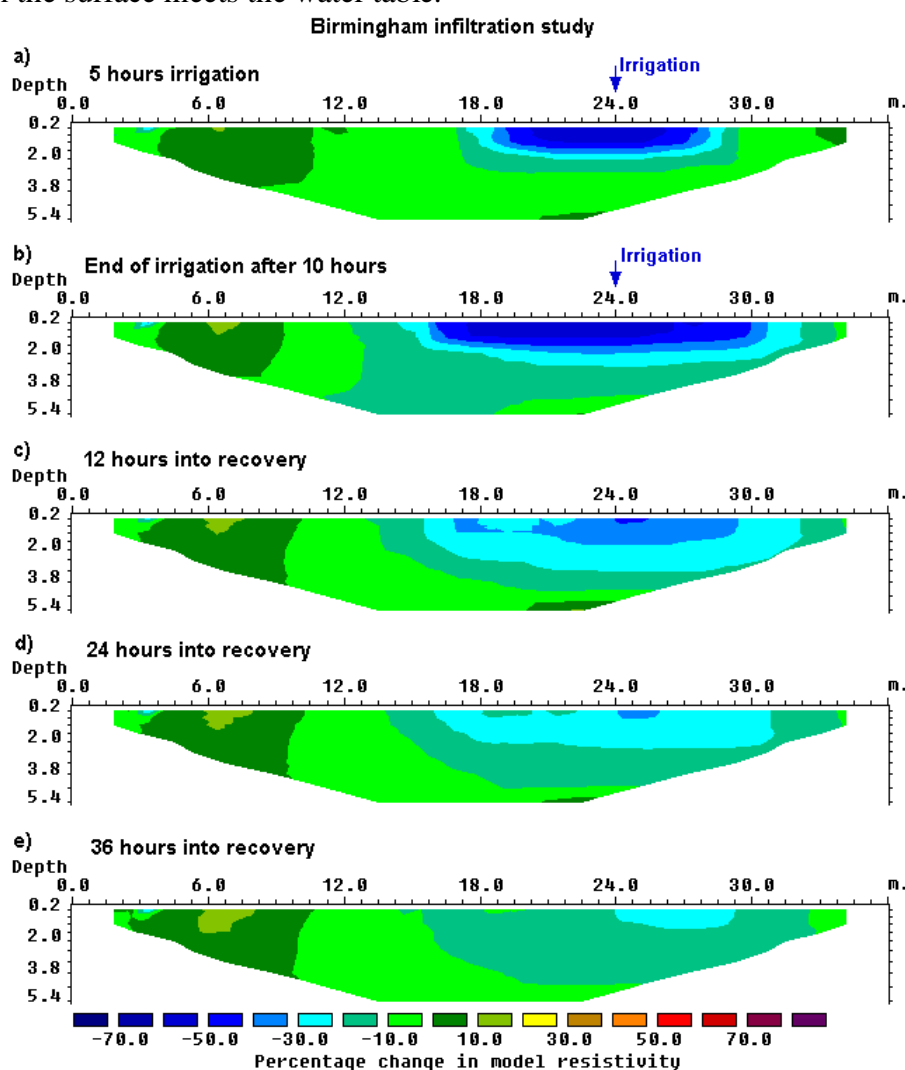 the surface meets the water table.
Birmingham infiltration study
a)
5 hours irrigation
Irrigation
Depth
0.0 6.0 12.0 18.0 24.0 30.0 m.
0.2
2.0
3.8
5.4
b)
End of irrigation after 10 hours
Irrigation
Depth
0.0 6.0 12.0 18.0 24.0 30.0 m.
0.2
2.0
3.8
5.4
c)
12 hours into recovery
Depth
0.0 6.0 12.0 18.0 24.0 30.0 m.
0.2
2.0
3.8
5.4
d)
24 hours into recovery
Depth
0.0 6.0 12.0 18.0 24.0 30.0 m.
0.2
2.0
3.8
5.4
e)
36 hours into recovery
Depth
0.0 6.0 12.0 18.0 24.0 30.0 m.
0.2
2.0
3.8
5.4
-70.0 -50.0 -30.0 -10.0 10.0 30.0 50.0 70.0
Percentage change in model resistivity